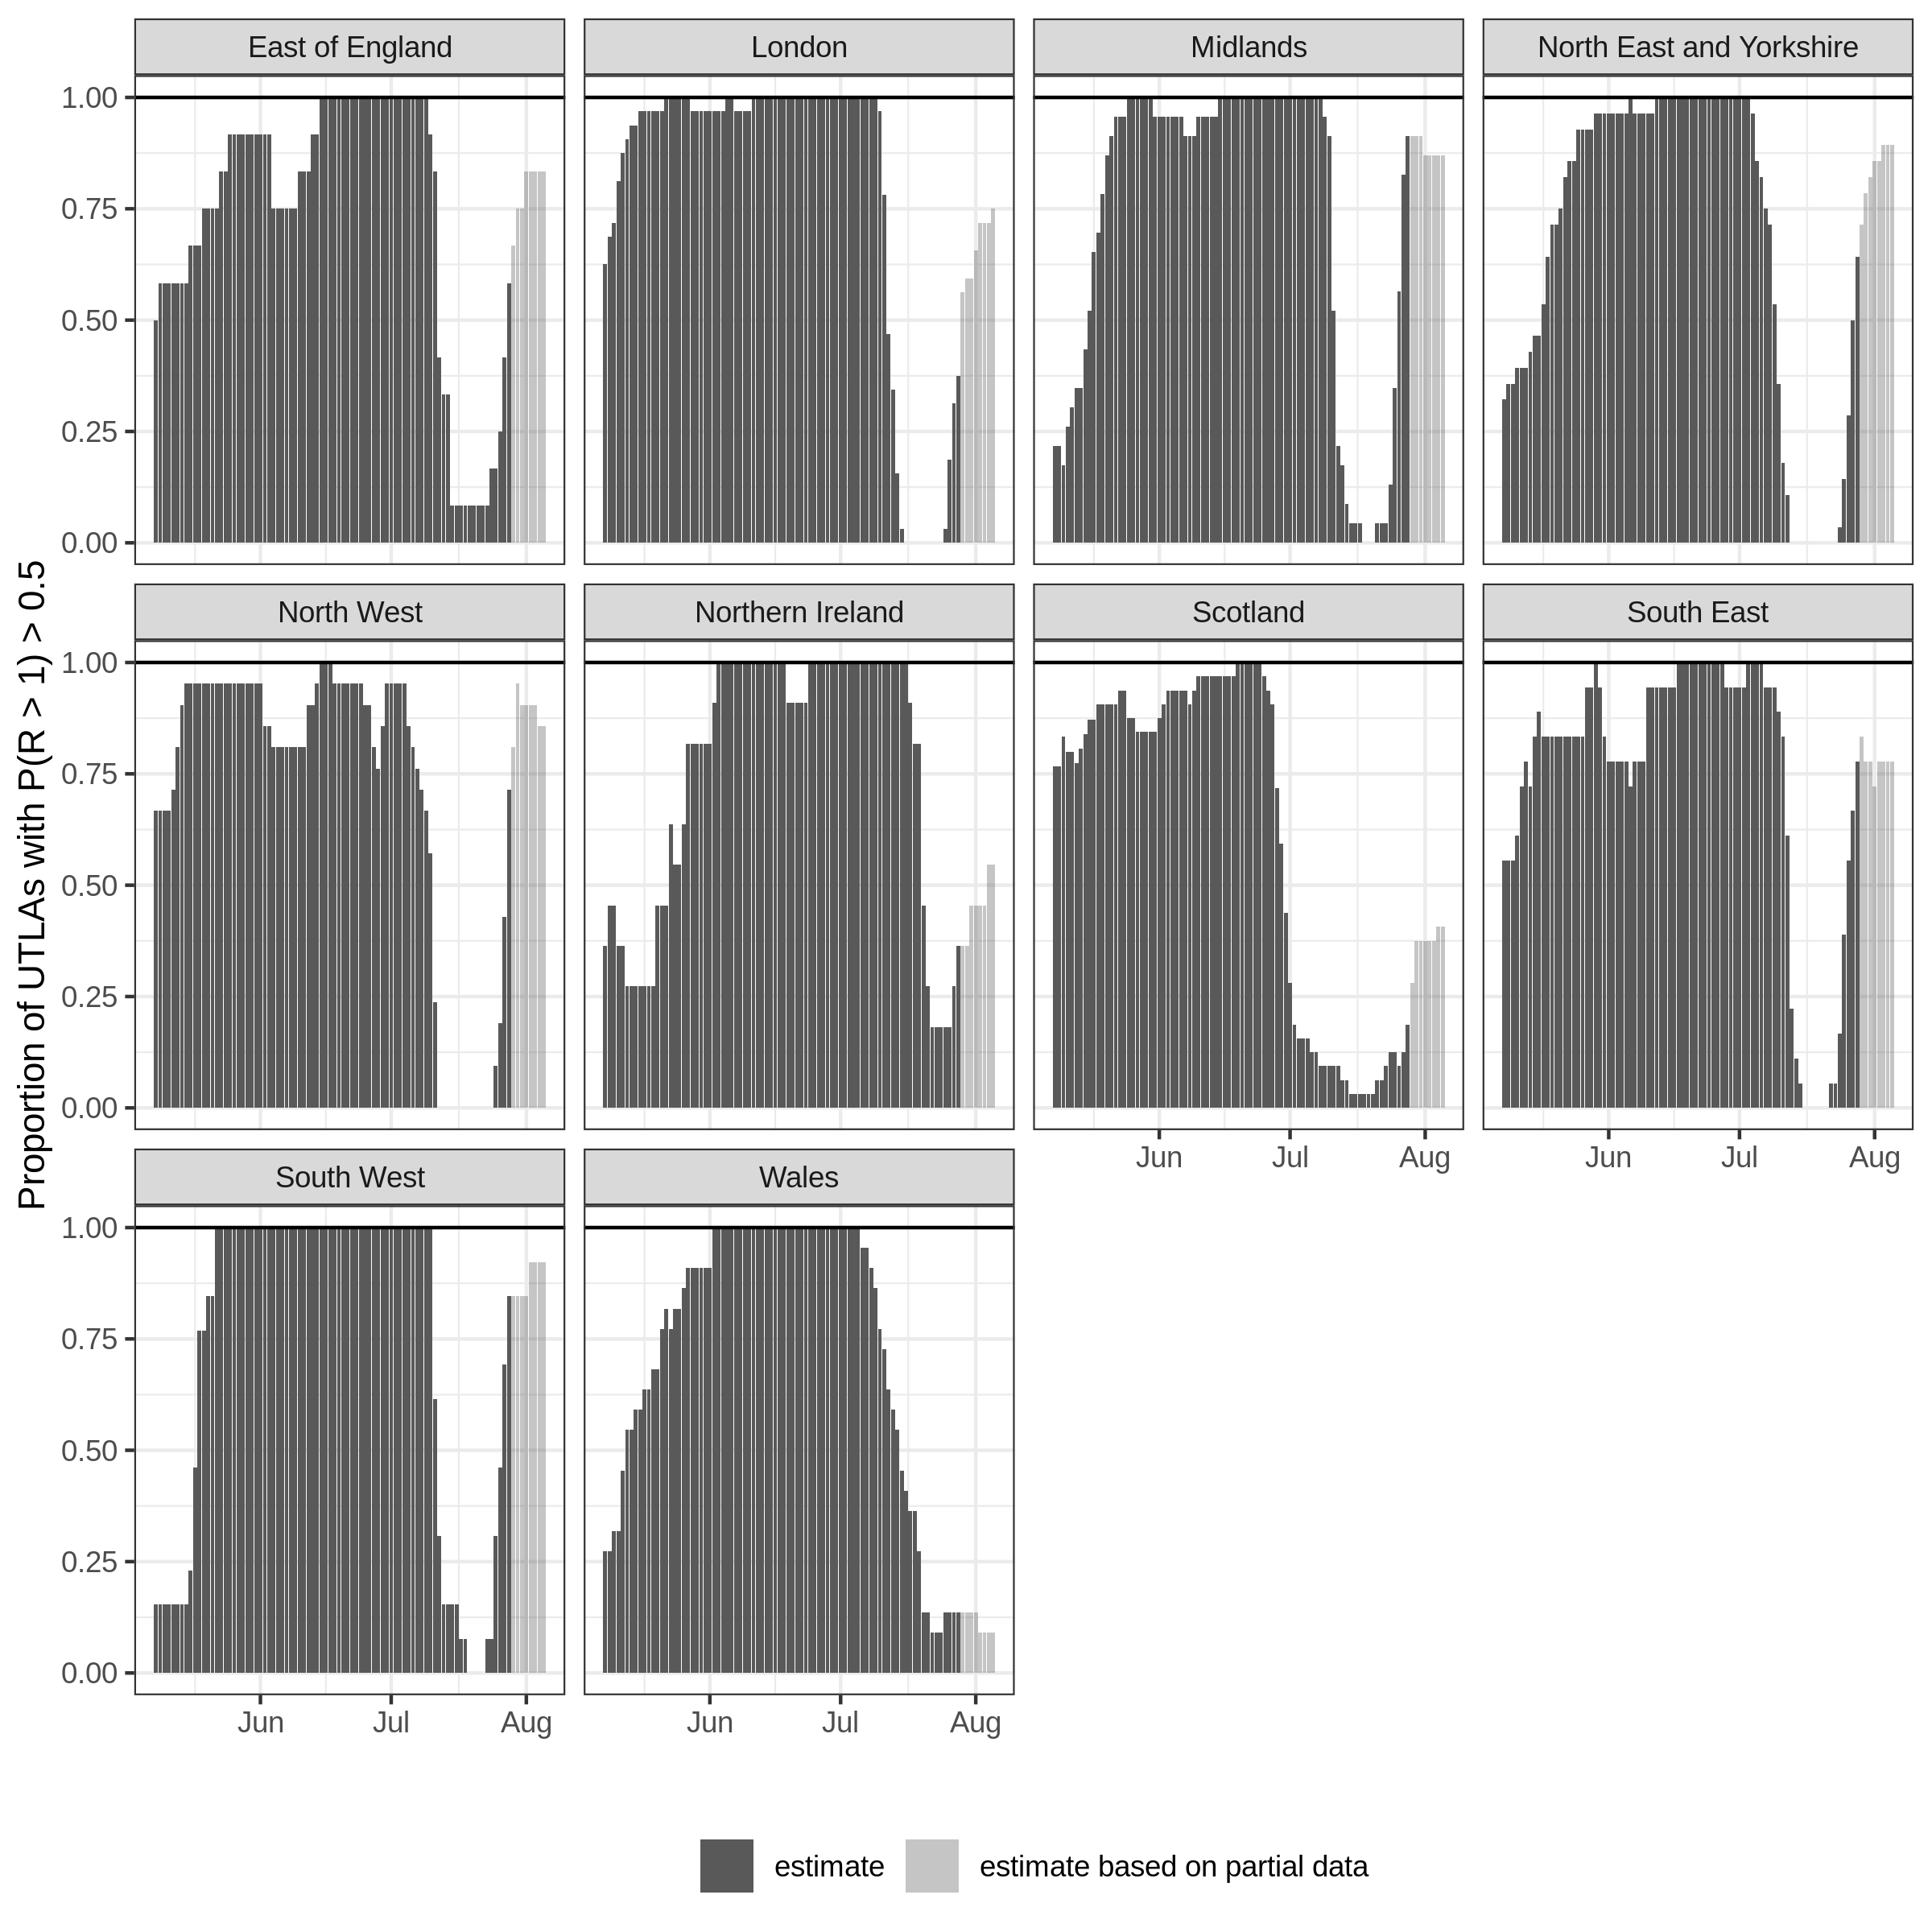 Proportion of UTLAs with P(R > 1) > 0.5
East of England
London
Midlands
North East and Yorkshire
1.00
0.75
0.50
0.25
0.00
North West
Northern Ireland
Scotland
South East
1.00
0.75
0.50
0.25
0.00
Jun Jul Aug
Jun Jul Aug
South West
Wales
1.00
0.75
0.50
0.25
0.00
Jun Jul Aug
Jun Jul Aug
estimate
estimate based on partial data